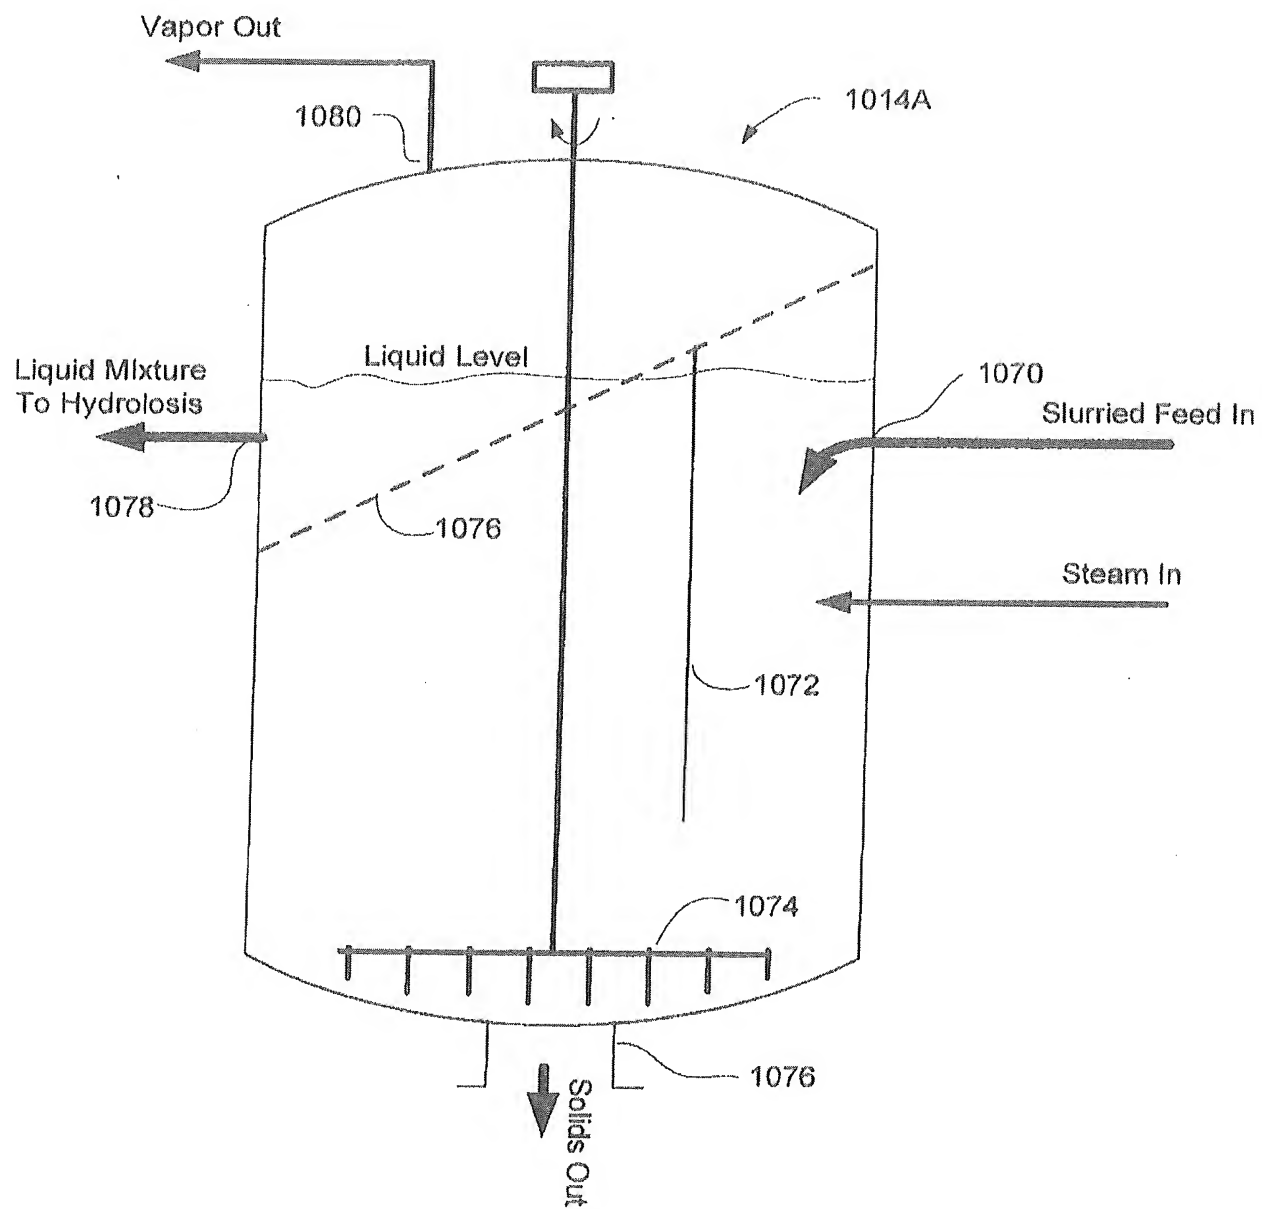 Vapor Out
1080
1014A
Liquid Level
Liquid MIxture
To Hydrolosis
1070
Slurried Feed In
1078
1076
Steam In
1072
1074
1076
Solids Out